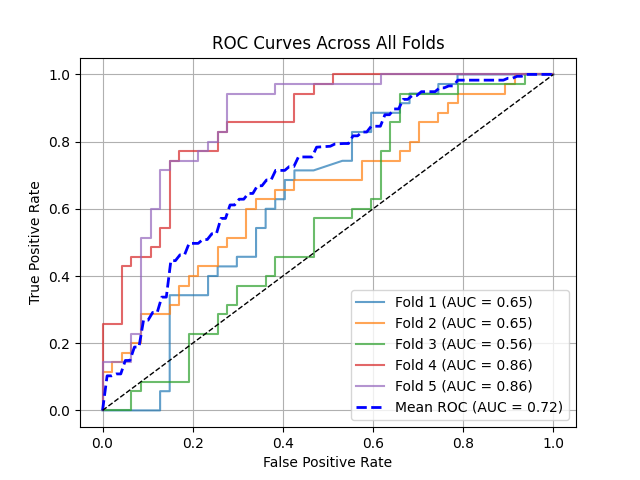 ROC Curves Across All Folds
True Positive Rate
1.0
0.8
0.6
0.4
0.2
0.0
0.0 0.2 0.4 0.6 0.8 1.0
False Positive Rate
Fold 1 (AUC = 0.65)
Fold 2 (AUC = 0.65)
Fold 3 (AUC = 0.56)
Fold 4 (AUC = 0.86)
Fold 5 (AUC = 0.86)
Mean ROC (AUC = 0.72)